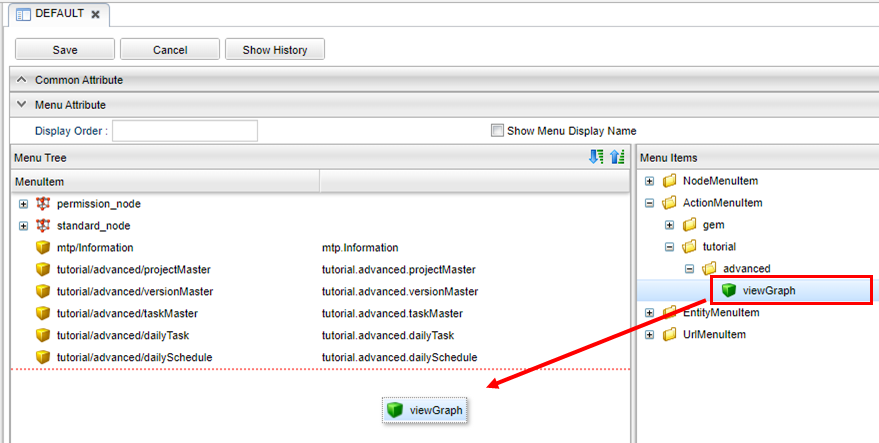 DEFAULT
Save Cancel Show History
Common Attribute
Menu Attribute
Display Order : Show Menu Display Name
Menu Tree
MenuItem
permission_node
standard_node
mtp/Information mtp.Information
tutorial/advanced/projectMaster tutorial.advanced.projectMaster
tutorial/advanced/versionMaster tutorial.advanced.versionMaster
tutorial/advanced/taskMaster tutorial.advanced.taskMaster
tutorial/advanced/dailyTask tutorial.advanced.dailyTask
tutorial/advanced/dailySchedule tutorial.advanced.dailySchedule
viewGraph
Menu Items
NodeMenuItem
ActionMenuItem
gem
tutorial
advanced
viewGraph
EntityMenuItem
UrlMenuItem